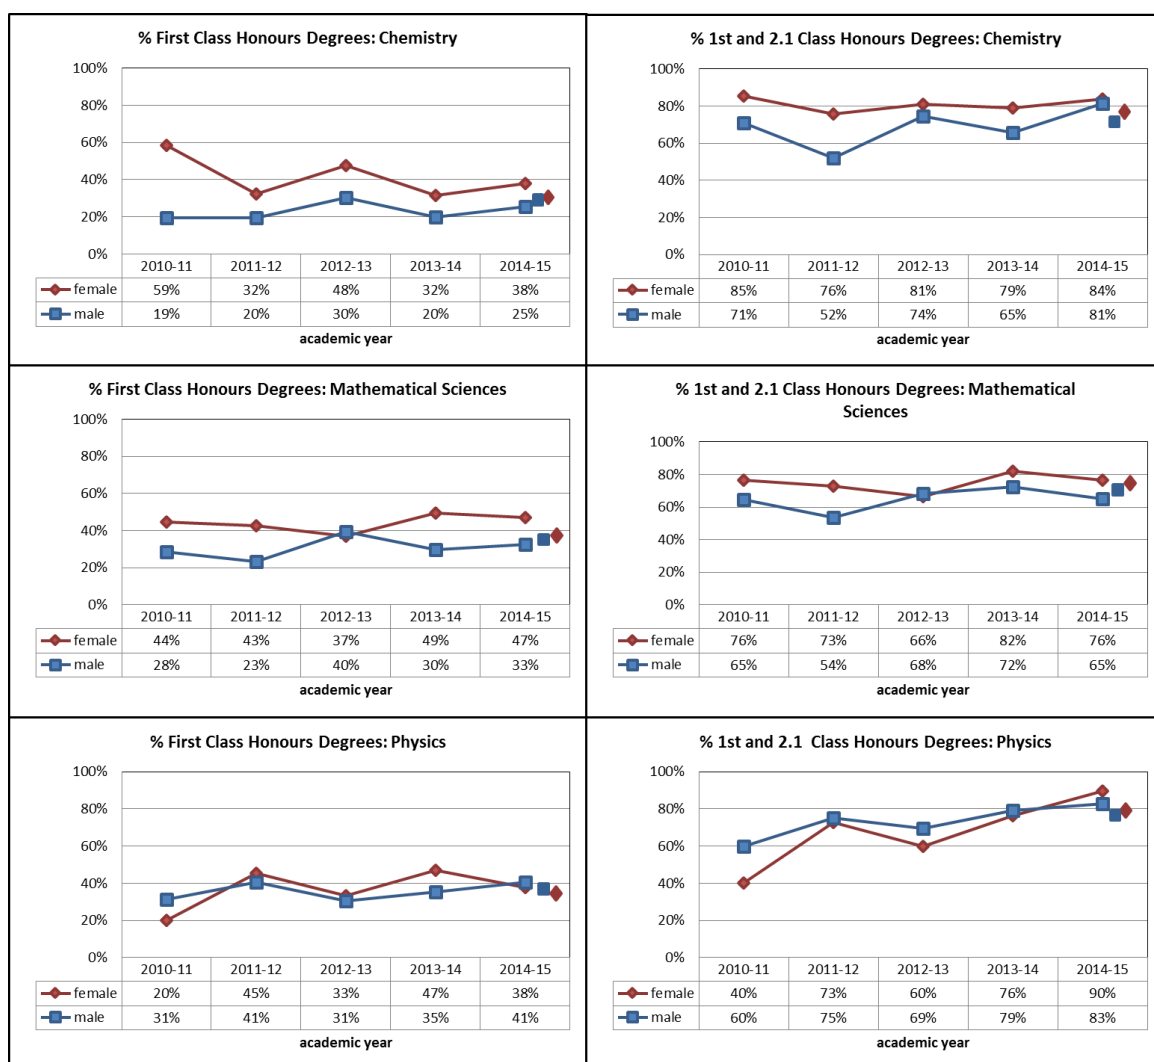 % First Class Honours Degrees: Chemistry
100%
80%
60%
40%
20%
0%
2010-11 2011-12 2012-13 2013-14 2014-15
female 59% 32% 48% 32% 38%
male 19% 20% 30% 20% 25%
academic year
% 1st and 2.1 Class Honours Degrees: Chemistry
100%
80%
60%
40%
20%
0%
2010-11 2011-12 2012-13 2013-14 2014-15
female 85% 76% 81% 79% 84%
male 71% 52% 74% 65% 81%
academic year
% First Class Honours Degrees: Mathematical Sciences
100%
80%
60%
40%
20%
0%
2010-11 2011-12 2012-13 2013-14 2014-15
female 44% 43% 37% 49% 47%
male 28% 23% 40% 30% 33%
academic year
% 1st and 2.1 Class Honours Degrees: Mathematical
Sciences
100%
80%
60%
40%
20%
0%
2010-11 2011-12 2012-13 2013-14 2014-15
female 76% 73% 66% 82% 76%
male 65% 54% 68% 72% 65%
academic year
% First Class Honours Degrees: Physics
100%
80%
60%
40%
20%
0%
2010-11 2011-12 2012-13 2013-14 2014-15
female 20% 45% 33% 47% 38%
male 31% 41% 31% 35% 41%
academic year
% 1st and 2.1 Class Honours Degrees: Physics
100%
80%
60%
40%
20%
0%
2010-11 2011-12 2012-13 2013-14 2014-15
female 40% 73% 60% 76% 90%
male 60% 75% 69% 79% 83%
academic year